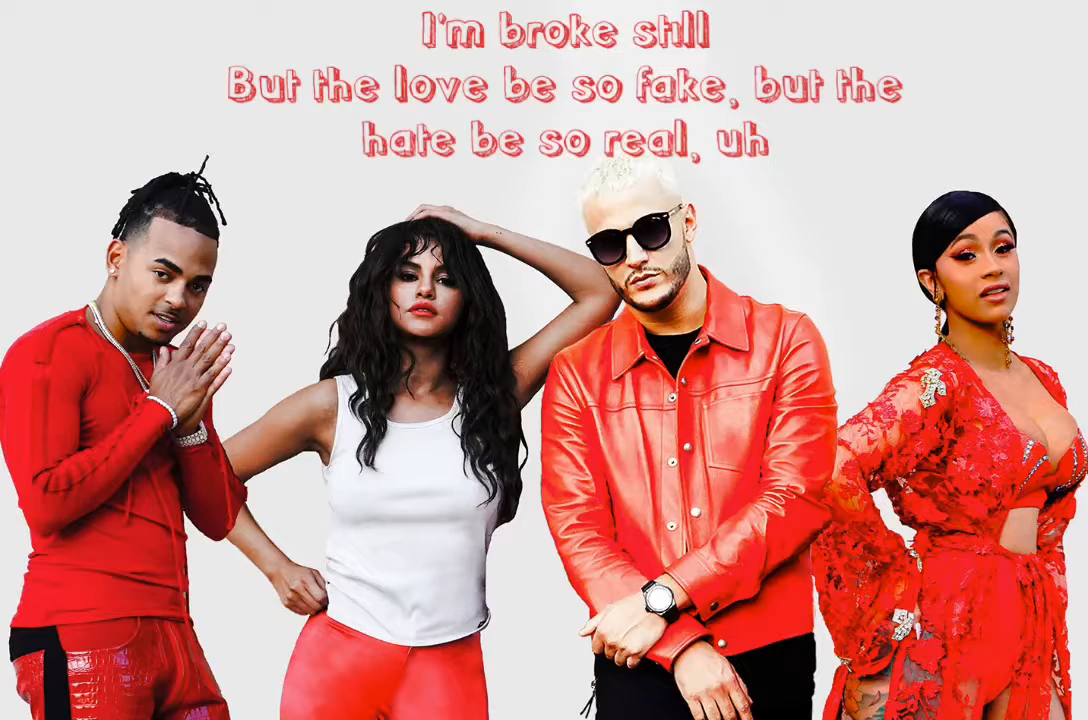 I'm broke still
But the love be so fake, but the
hate be so real, uh